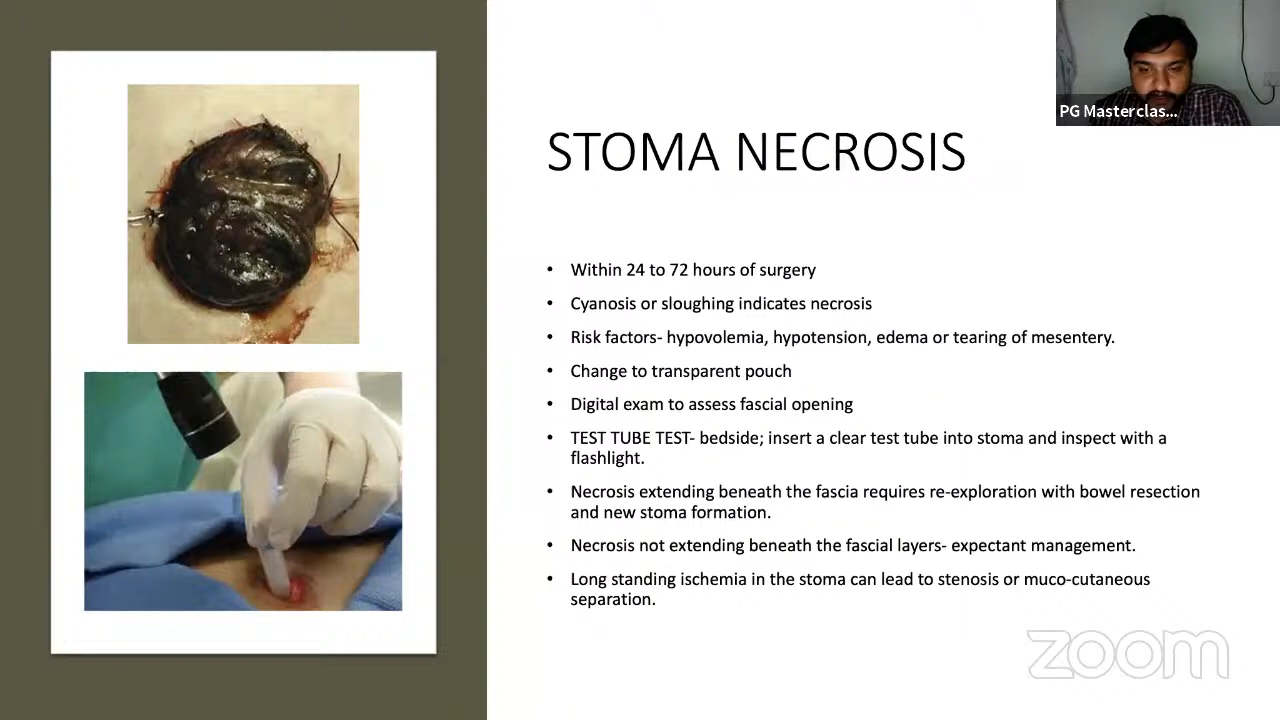 PG Masterclas...
STOMA NECROSIS
• Within 24 to 72 hours of surgery
• Cyanosis or sloughing indicates necrosis
• Risk factors- hypovolemia, hypotension, edema or tearing of mesentery.
• Change to transparent pouch
• Digital exam to assess fascial opening
• TEST TUBE TEST- bedside; insert a clear test tube into stoma and inspect with a
flashlight.
• Necrosis extending beneath the fascia requires re-exploration with bowel resection
and new stoma formation.
• Necrosis not extending beneath the fascial layers- expectant management.
• Long standing ischemia in the stoma can lead to stenosis or muco-cutaneous
separation.
zoom